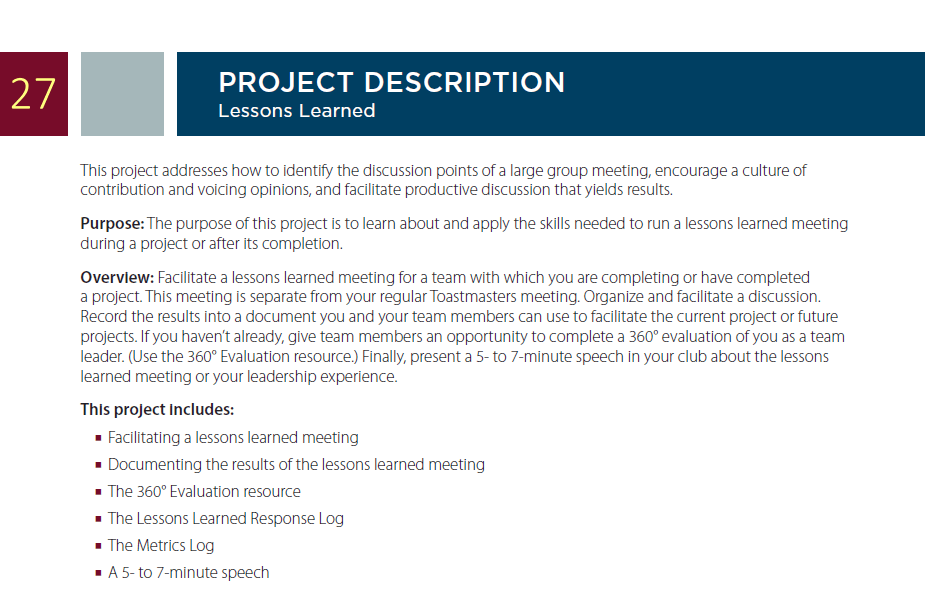 27
PROJECT DESCRIPTION
Lessons Learned
This project addresses how to identify the discussion points of a large group meeting, encourage a culture of
contribution and voicing opinions, and facilitate productive discussion that yields results.
Purpose: The purpose of this project is to learn about and apply the skills needed to run a lessons learned meeting
during a project or after its completion.
Overview: Facilitate a lessons learned meeting for a team with which you are completing or have completed
a project. This meeting is separate from your regular Toastmasters meeting. Organize and facilitate a discussion.
Record the results into a document you and your team members can use to facilitate the current project or future
projects. If you haven’t already, give team members an opportunity to complete a 360° evaluation of you as a team
leader. (Use the 360° Evaluation resource.) Finally, present a 5- to 7-minute speech in your club about the lessons
learned meeting or your leadership experience.
This project includes:
■ Facilitating a lessons learned meeting
■ Documenting the results of the lessons learned meeting
■ The 360° Evaluation resource
■ The Lessons Learned Response Log
■ The Metrics Log
■ A 5- to 7-minute speech